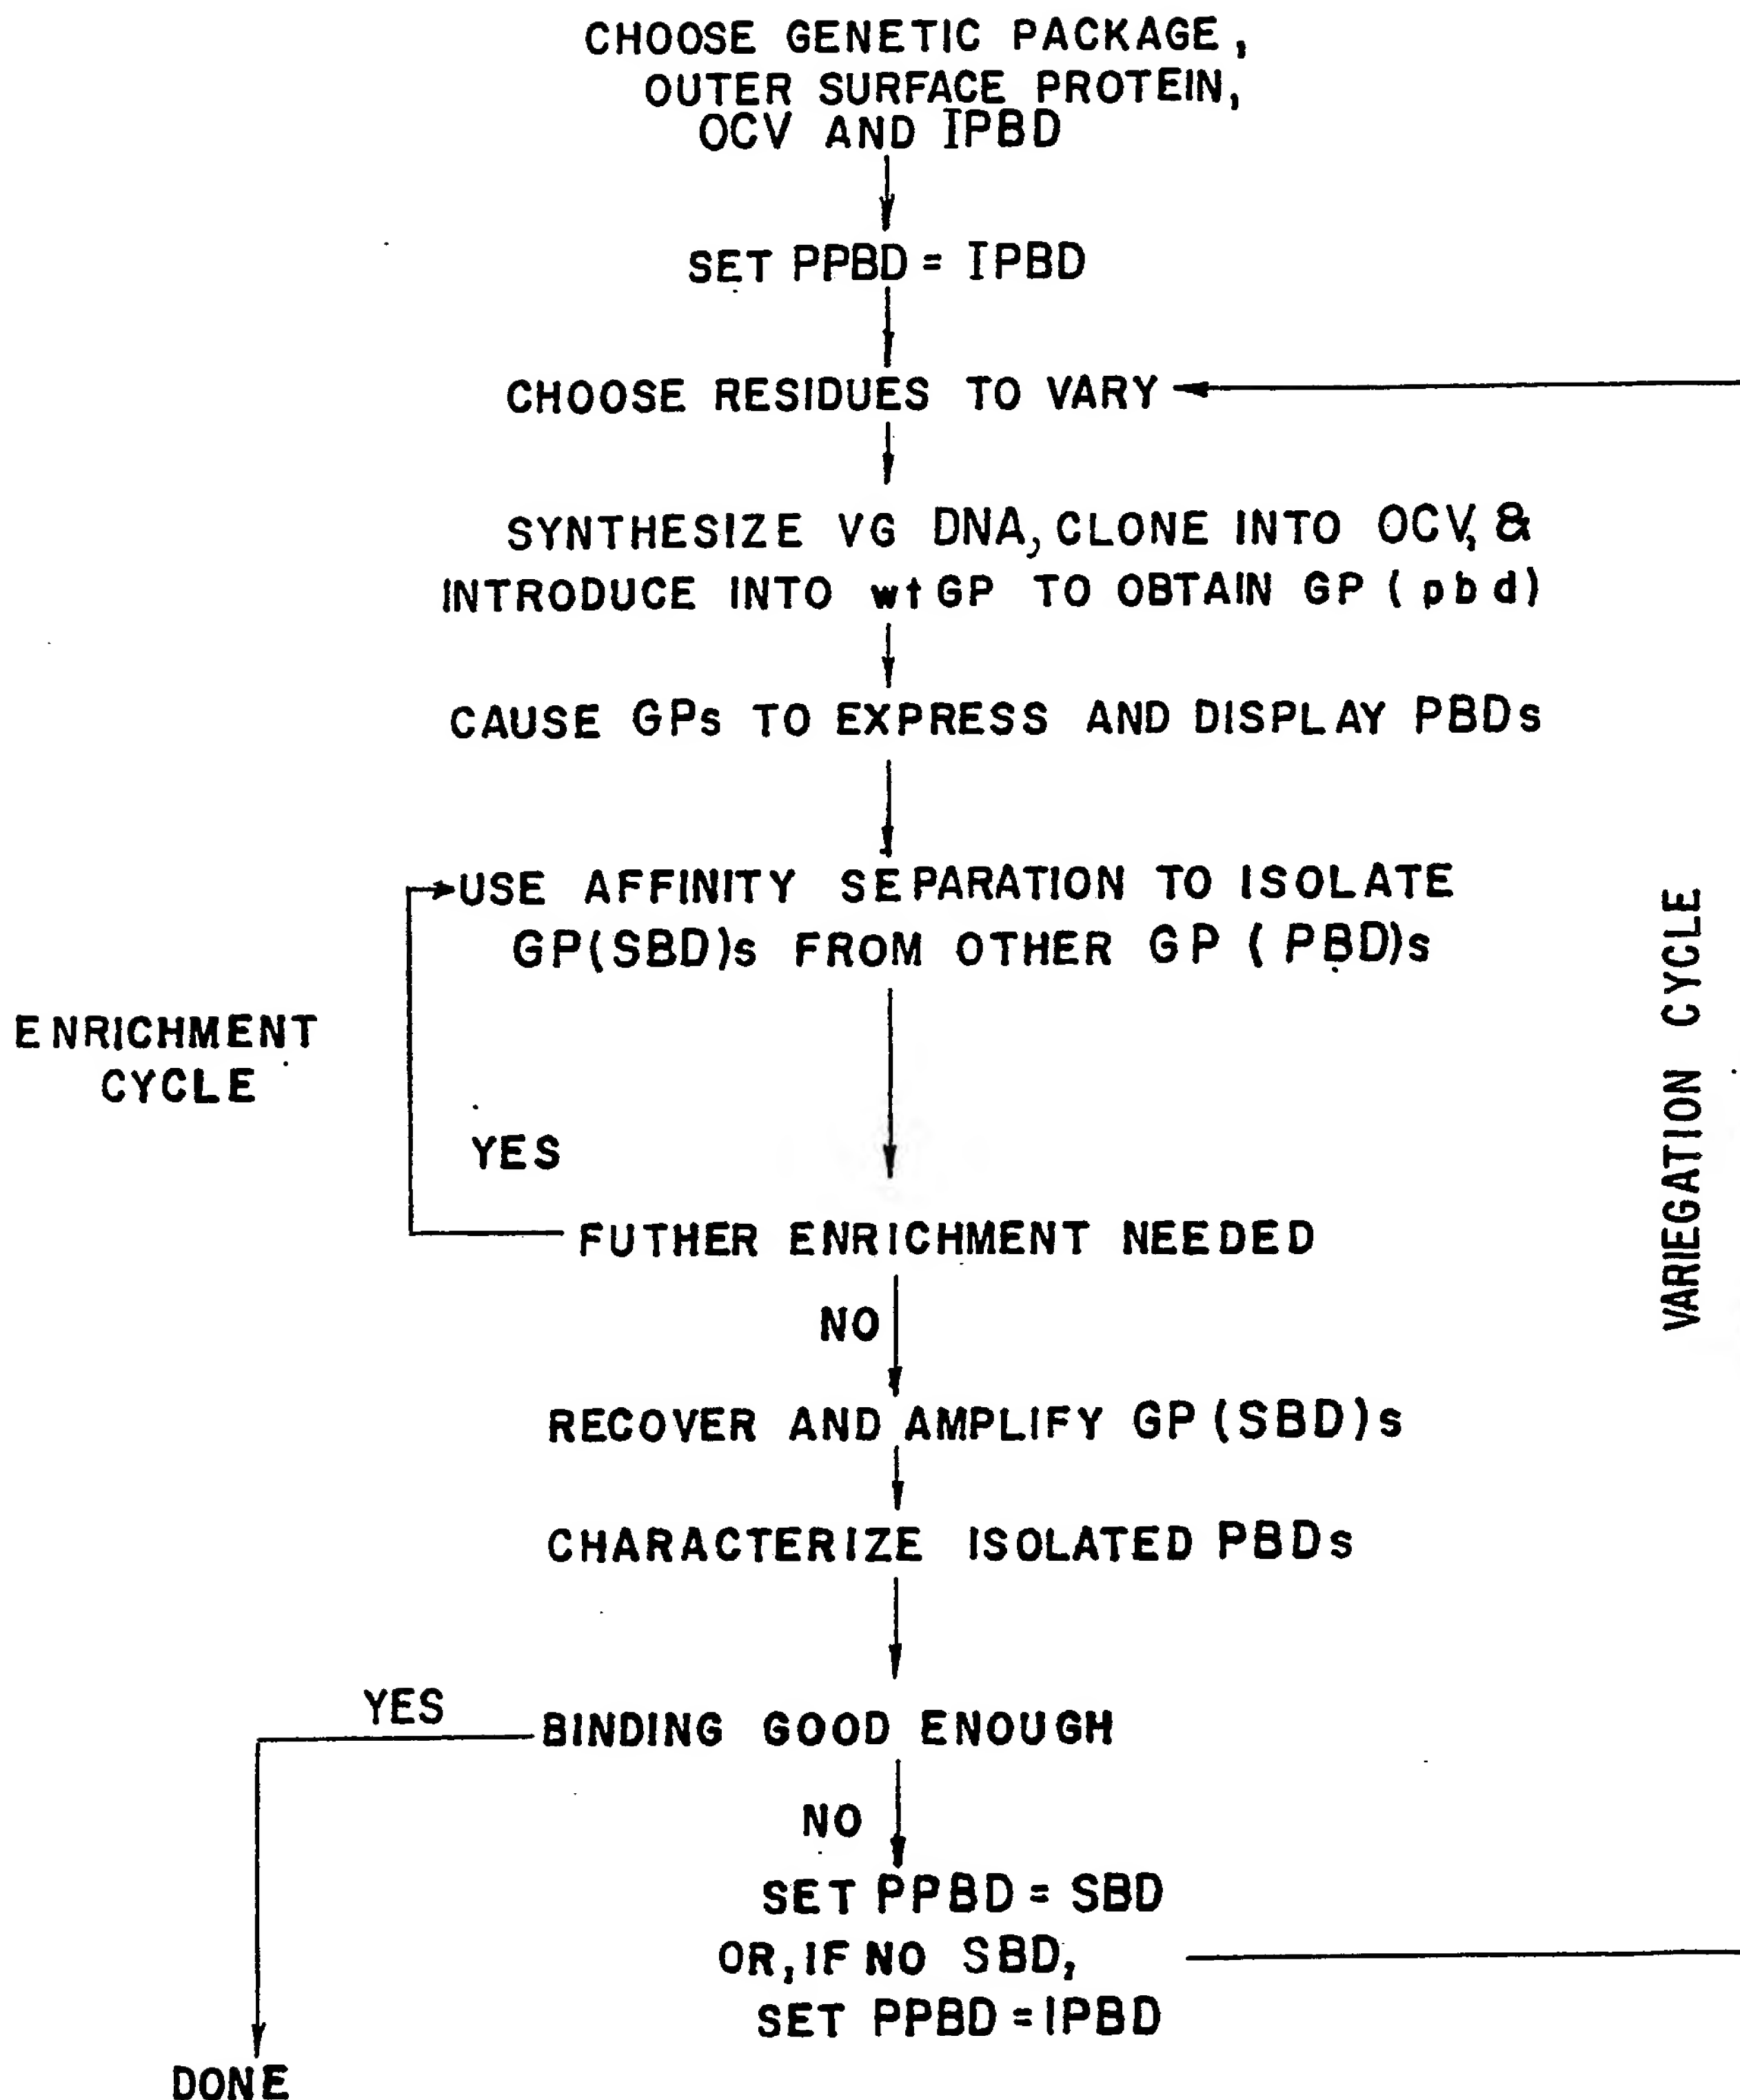 CHOOSE GENETIC PACKAGE,
OUTER SURFACE PROTEIN,
OCV AND IPBD
SET PPBD = IPBD
CHOOSE RESIDUES TO VARY
SYNTHESIZE VG DNA, CLONE INTO OCV, &
INTRODUCE INTO wtGP TO OBTAIN GP (pbd)
CAUSE GPs TO EXPRESS AND DISPLAY PBDs
USE AFFINITY SEPARATION TO ISOLATE
GP(SBD)s FROM OTHER GP (PBD)s
ENRICHMENT
CYCLE
VARIEGATION CYCLE
YES
FUTHER ENRICHMENT NEEDED
NO
RECOVER AND AMPLIFY GP(SBD)s
CHARACTERIZE ISOLATED PBDs
YES
BINDING GOOD ENOUGH
NO
SET PPBD = SBD
OR, IF NO SBD,
SET PPBD = IPBD
DONE